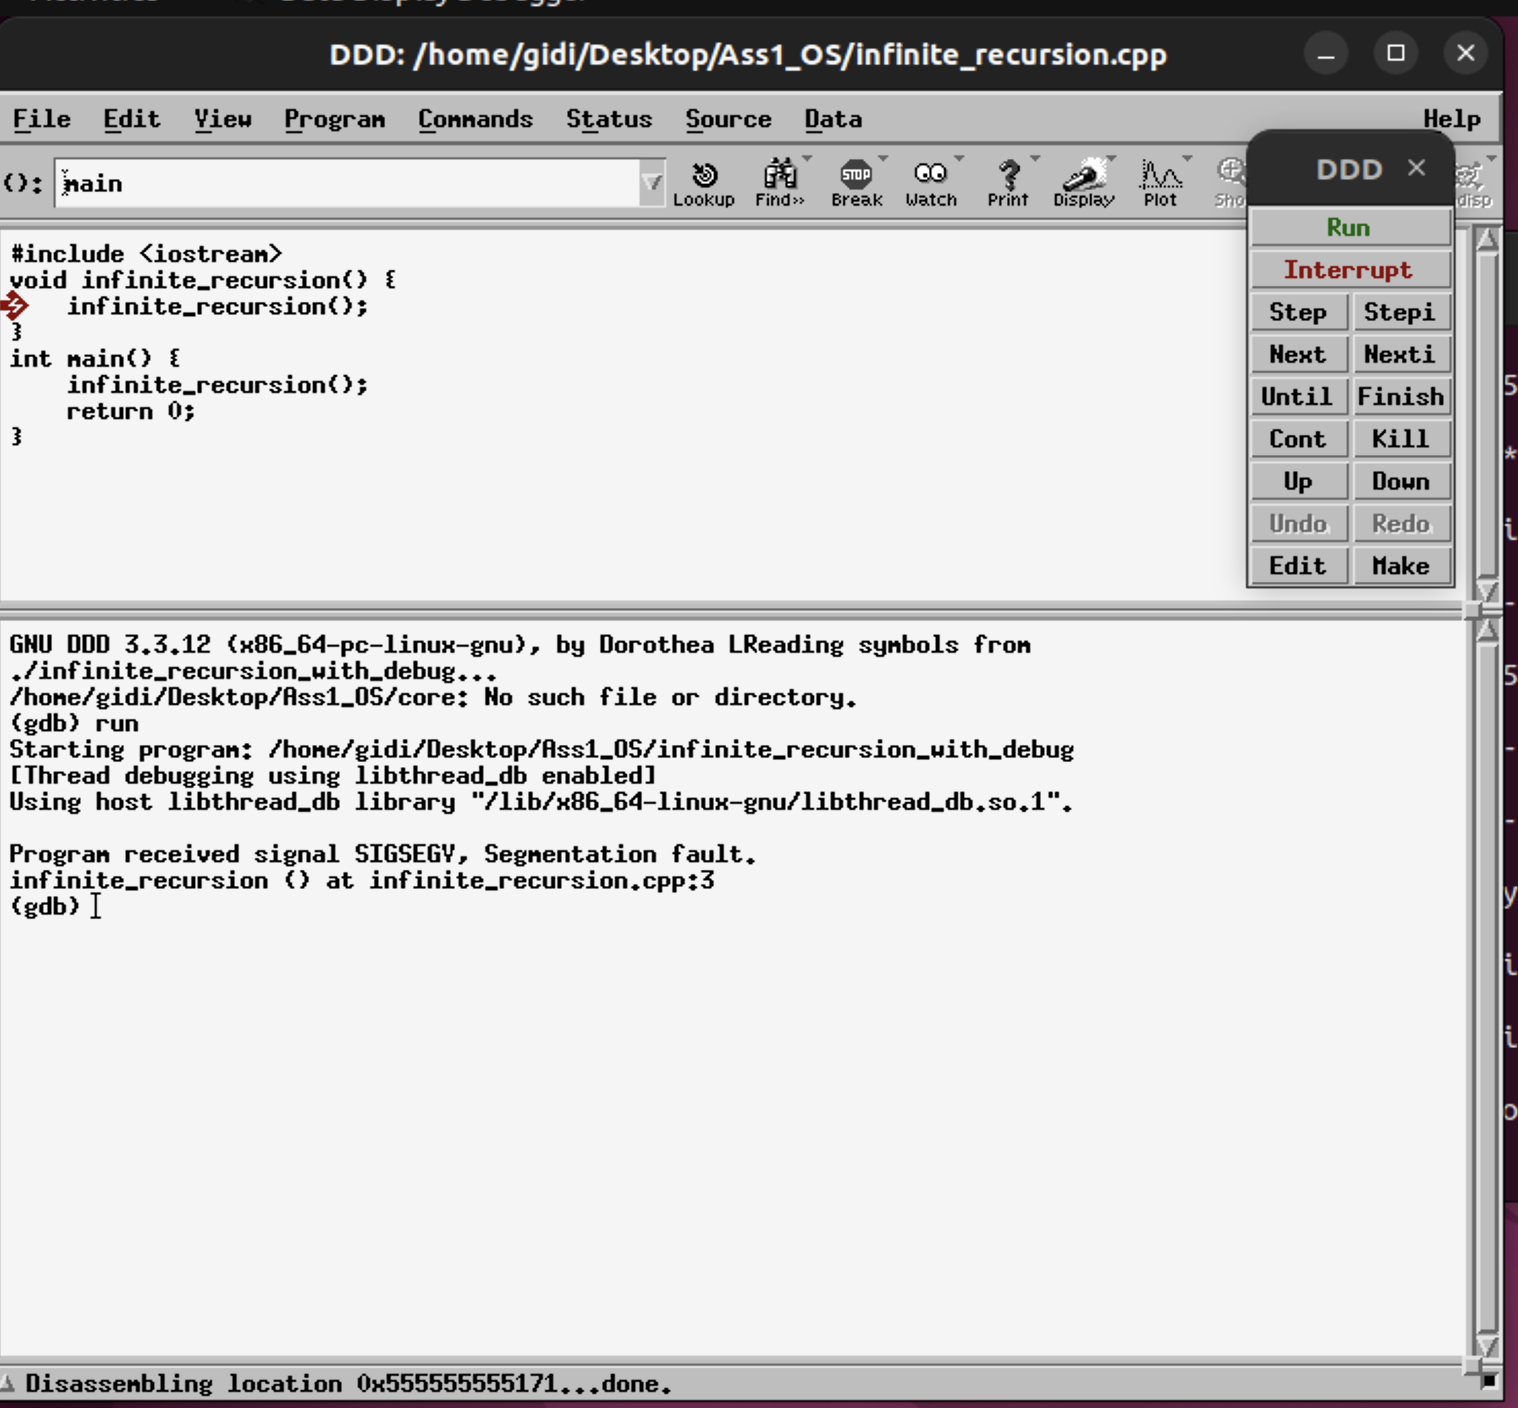 DDD: /home/gidi/Desktop/Ass1_OS/infinite_recursion.cpp
File Edit View Program Commands Status Source Data Help
(): main
Lookup Find>> Break Watch Print Display Plot
STOP
DDD
Run
Interrupt
Step Stepi
Next Nexti
Until Finish
Cont Kill
Up Down
Undo Redo
Edit Make
#include <iostream>
void infinite_recursion() {
    infinite_recursion();
}
int main() {
    infinite_recursion();
    return 0;
}
GNU DDD 3.3.12 (x86_64-pc-linux-gnu), by Dorothea LReading symbols from
./infinite_recursion_with_debug...
/home/gidi/Desktop/Ass1_OS/core: No such file or directory.
(gdb) run
Starting program: /home/gidi/Desktop/Ass1_OS/infinite_recursion_with_debug
[Thread debugging using libthread_db enabled]
Using host libthread_db library "/lib/x86_64-linux-gnu/libthread_db.so.1".
Program received signal SIGSEGV, Segmentation fault.
infinite_recursion () at infinite_recursion.cpp:3
(gdb)
Disassembling location 0x555555555171...done.